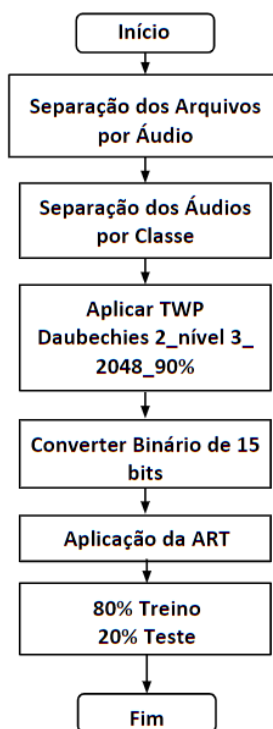 Início
Separação dos Arquivos
por Áudio
Separação dos Áudios
por Classe
Aplicar TWP
Daubechies 2_nível 3_
2048_90%
Converter Binário de 15
bits
Aplicação da ART
80% Treino
20% Teste
Fim